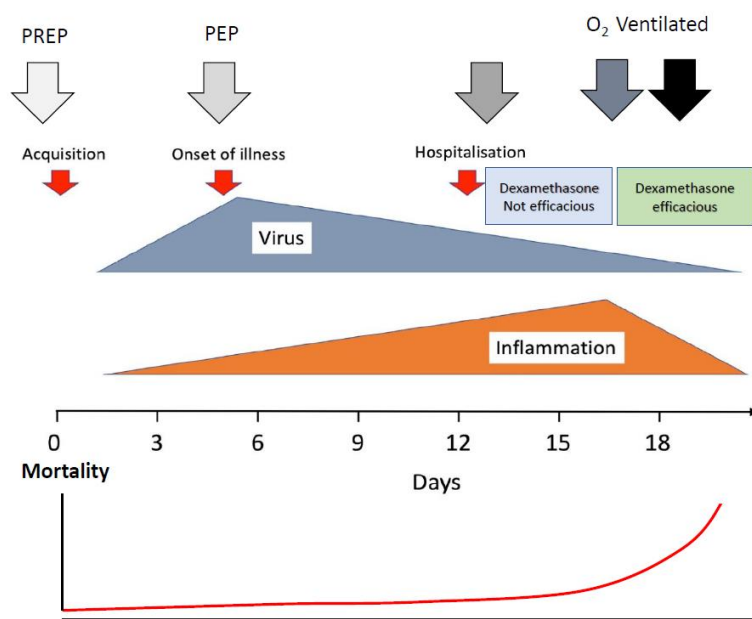 PREP
PEP
O₂ Ventilated
Acquisition
Onset of illness
Hospitalisation
Dexamethasone
Not efficacious
Dexamethasone
efficacious
Virus
Inflammation
0 3 6 9 12 15 18
Mortality
Days